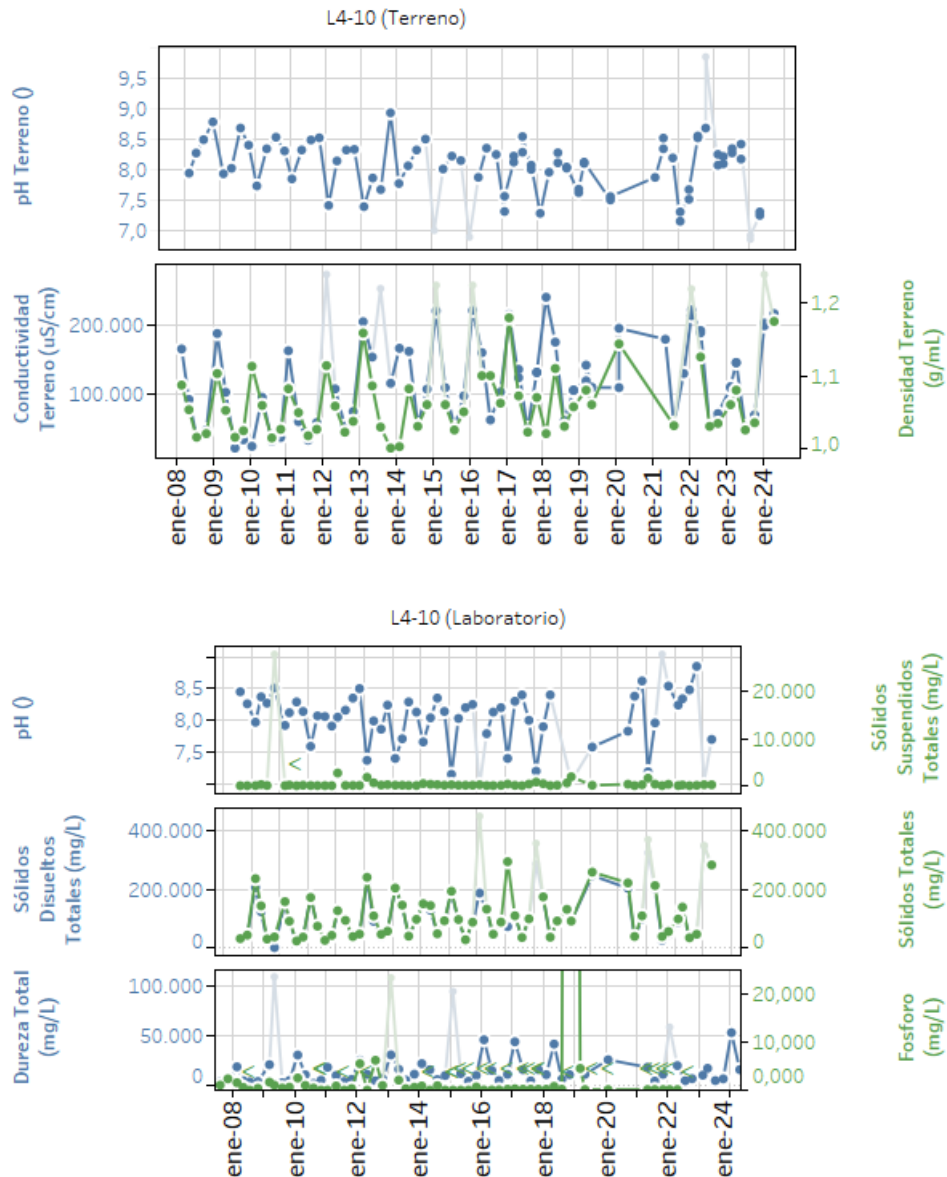 L4-10 (Terreno)
pH Terreno ()
9,5
9,0
8,5
8,0
7,5
7,0
Conductividad
Terreno (uS/cm)
200.000
100.000
1,2
1,1
1,0
Densidad Terreno
(g/mL)
ene-08
ene-09
ene-10
ene-11
ene-12
ene-13
ene-14
ene-15
ene-16
ene-17
ene-18
ene-19
ene-20
ene-21
ene-22
ene-23
ene-24
L4-10 (Laboratorio)
pH ()
8,5
8,0
7,5
<
20.000
10.000
0
Sólidos
Suspendidos
Totales (mg/L)
Sólidos
Disueltos
Totales (mg/L)
400.000
200.000
0
400.000
200.000
0
Sólidos Totales
(mg/L)
Dureza Total
(mg/L)
100.000
50.000
0
20,000
10,000
0,000
Fosforo
(mg/L)
ene-08
ene-10
ene-12
ene-14
ene-16
ene-18
ene-20
ene-22
ene-24